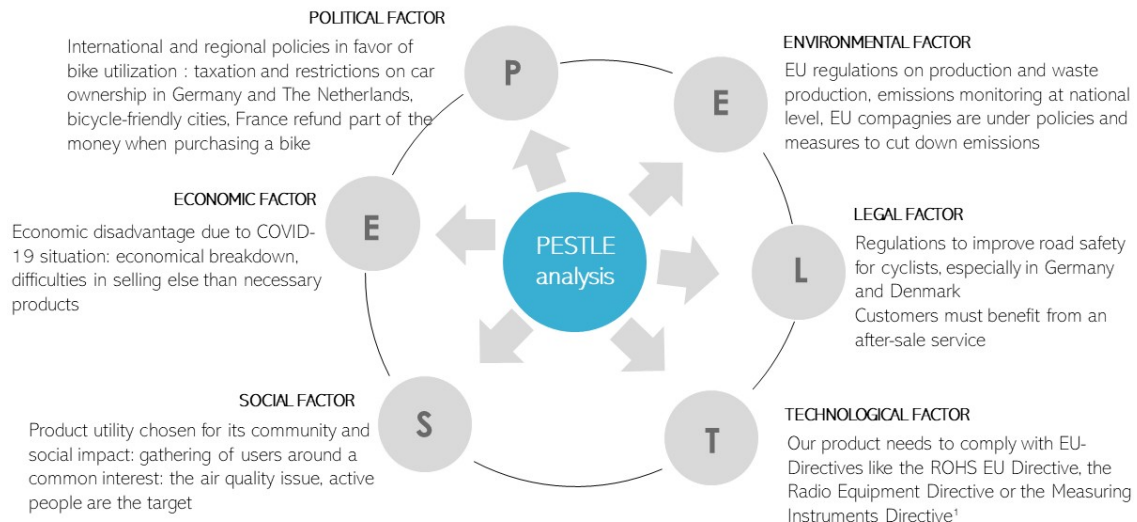 POLITICAL FACTOR
International and regional policies in favor of
bike utilization : taxation and restrictions on car
ownership in Germany and The Netherlands,
bicycle-friendly cities, France refund part of the
money when purchasing a bike
P
ENVIRONMENTAL FACTOR
EU regulations on production and waste
production, emissions monitoring at national
level, EU compagnies are under policies and
measures to cut down emissions
E
ECONOMIC FACTOR
Economic disadvantage due to COVID-
19 situation: economical breakdown,
difficulties in selling else than necessary
products
E
PESTLE
analysis
LEGAL FACTOR
Regulations to improve road safety
for cyclists, especially in Germany
and Denmark
Customers must benefit from an
after-sale service
L
SOCIAL FACTOR
Product utility chosen for its community and
social impact: gathering of users around a
common interest: the air quality issue, active
people are the target
S
TECHNOLOGICAL FACTOR
Our product needs to comply with EU-
Directives like the ROHS EU Directive, the
Radio Equipment Directive or the Measuring
Instruments Directive¹
T